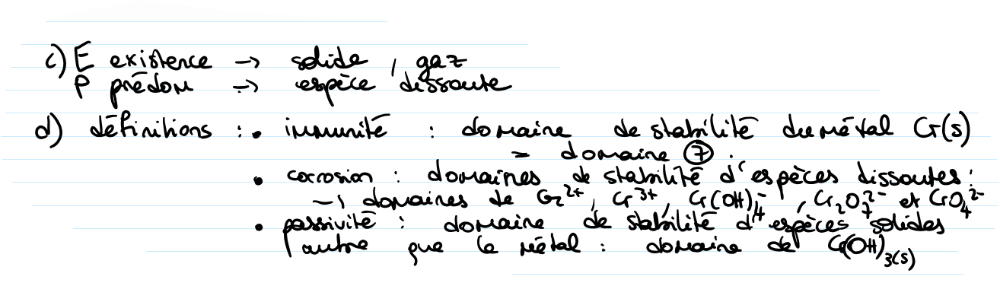 c) E existence → solide, gaz
P prédom → espèce dissoute
d) définitions : • immunité : domaine de stabilité du métal Cr(s)
= domaine ⑦.
• corrosion : domaines de stabilité d'espèces dissoutes :
→ domaines de Cr²⁺, Cr³⁺, Cr(OH)₄⁻, Cr₂O₇²⁻ et CrO₄²⁻
• passivité : domaine de stabilité d'espèces solides
autre que le métal : domaine de Cr(OH)₃(s)